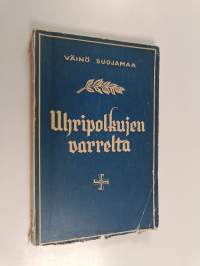 VÄINÖ SUOJAMAA
Uhripolkujen
varrelta